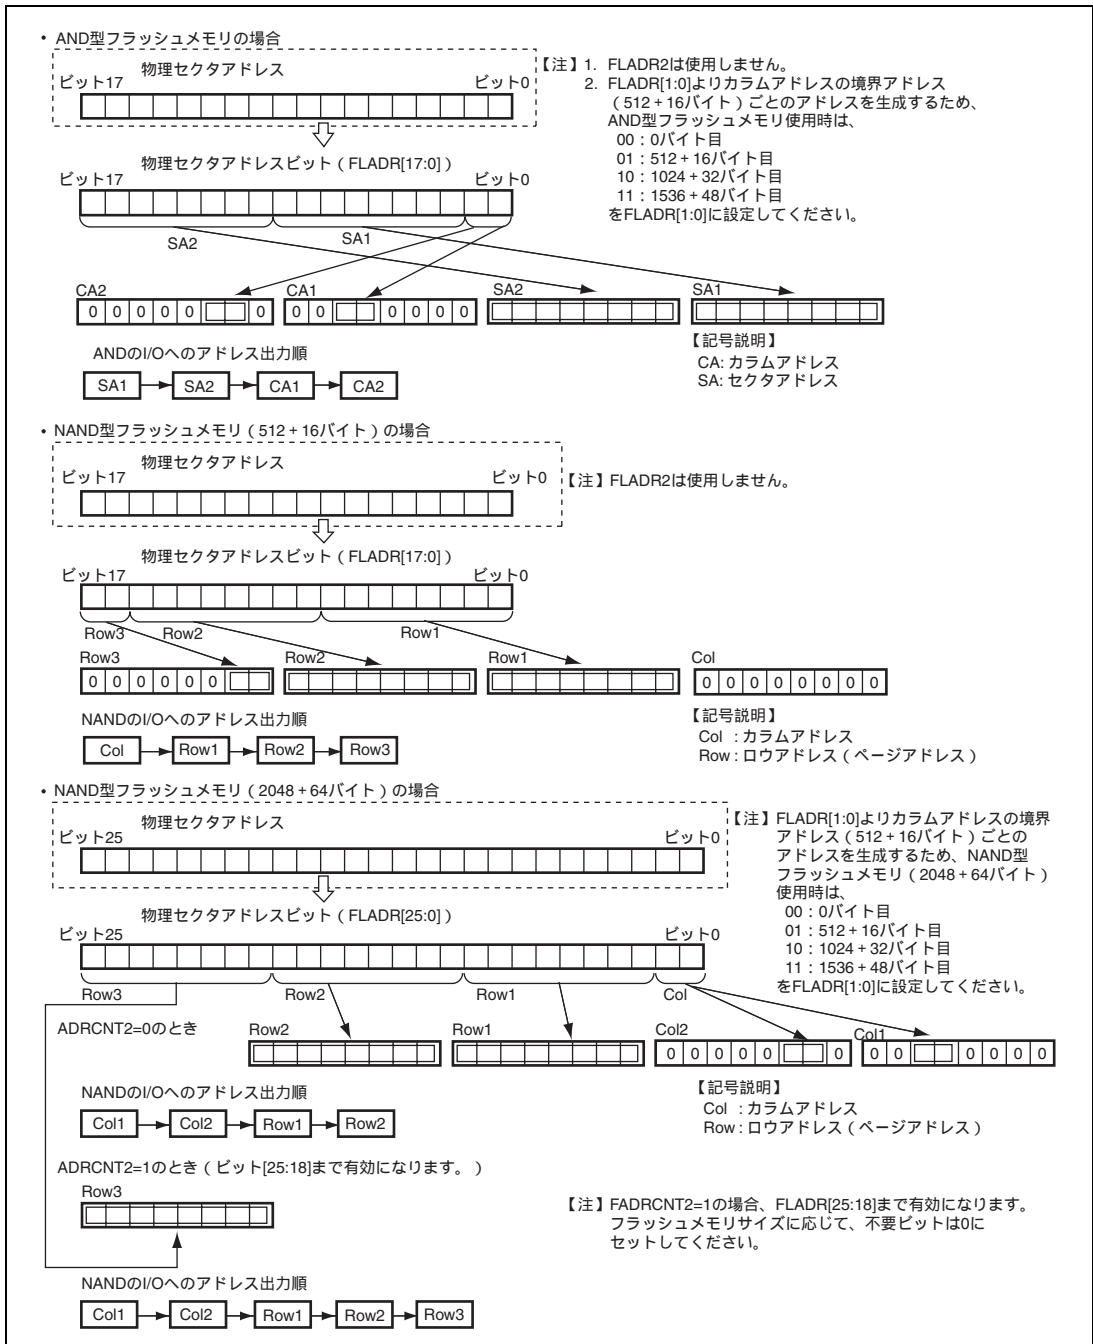 • AND型フラッシュメモリの場合
物理セクタアドレス
ビット17 ビット0
【注】1. FLADR2は使用しません。
2. FLADR[1:0]よりカラムアドレスの境界アドレス
(512+16バイト)ごとのアドレスを生成するため、
AND型フラッシュメモリ使用時は、
00:0バイト目
01:512+16バイト目
10:1024+32バイト目
11:1536+48バイト目
をFLADR[1:0]に設定してください。
物理セクタアドレスビット(FLADR[17:0])
ビット17 ビット0
SA2 SA1
CA2 CA1 SA2 SA1
0 0 0 0 0 0 0 0 0 0 0 0
【記号説明】
CA: カラムアドレス
SA: セクタアドレス
ANDのI/Oへのアドレス出力順
SA1 SA2 CA1 CA2
• NAND型フラッシュメモリ(512+16バイト)の場合
物理セクタアドレス
ビット17 ビット0
【注】FLADR2は使用しません。
物理セクタアドレスビット(FLADR[17:0])
ビット17 ビット0
Row3 Row2 Row1
Row3 Row2 Row1 Col
0 0 0 0 0 0 0 0 0 0 0 0 0 0
NANDのI/Oへのアドレス出力順
Col Row1 Row2 Row3
【記号説明】
Col :カラムアドレス
Row:ロウアドレス(ページアドレス)
• NAND型フラッシュメモリ(2048+64バイト)の場合
物理セクタアドレス
ビット25 ビット0
【注】FLADR[1:0]よりカラムアドレスの境界
アドレス(512+16バイト)ごとの
アドレスを生成するため、NAND型
フラッシュメモリ(2048+64バイト)
使用時は、
00:0バイト目
01:512+16バイト目
10:1024+32バイト目
11:1536+48バイト目
をFLADR[1:0]に設定してください。
物理セクタアドレスビット(FLADR[25:0])
ビット25 ビット0
Row3 Row2 Row1 Col
ADRCNT2=0のとき
Row2 Row1 Col2 Col1
0 0 0 0 0 0 0 0 0 0 0 0
NANDのI/Oへのアドレス出力順
Col1 Col2 Row1 Row2
【記号説明】
Col :カラムアドレス
Row:ロウアドレス(ページアドレス)
ADRCNT2=1のとき(ビット[25:18]まで有効になります。)
Row3
【注】FADRCNT2=1の場合、FLADR[25:18]まで有効になります。
フラッシュメモリサイズに応じて、不要ビットは0に
セットしてください。
NANDのI/Oへのアドレス出力順
Col1 Col2 Row1 Row2 Row3